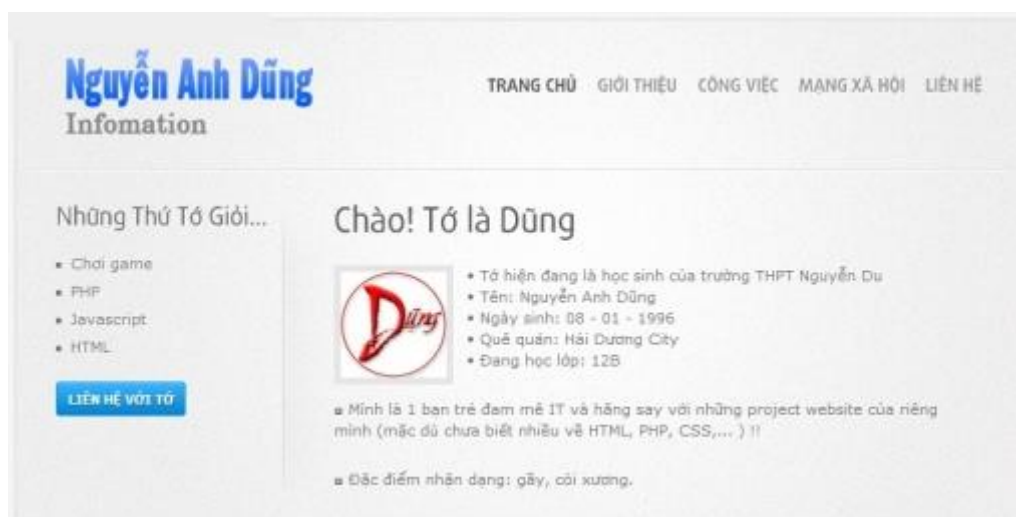 Nguyễn Anh Dũng
Infomation
TRANG CHỦ GIỚI THIỆU CÔNG VIỆC MẠNG XÃ HỘI LIÊN HỆ
Những Thứ Tớ Giỏi...
• Chơi game
• PHP
• Javascript
• HTML
LIÊN HỆ VỚI TỚ
Chào! Tớ là Dũng
Dũng
• Tớ hiện đang là học sinh của trường THPT Nguyễn Du
• Tên: Nguyễn Anh Dũng
• Ngày sinh: 08 - 01 - 1996
• Quê quán: Hải Dương City
• Đang học lớp: 12B
Mình là 1 bạn trẻ đam mê IT và hăng say với những project website của riêng
mình (mặc dù chưa biết nhiều về HTML, PHP, CSS,... ) !!
Đặc điểm nhận dạng: gầy, còi xương.